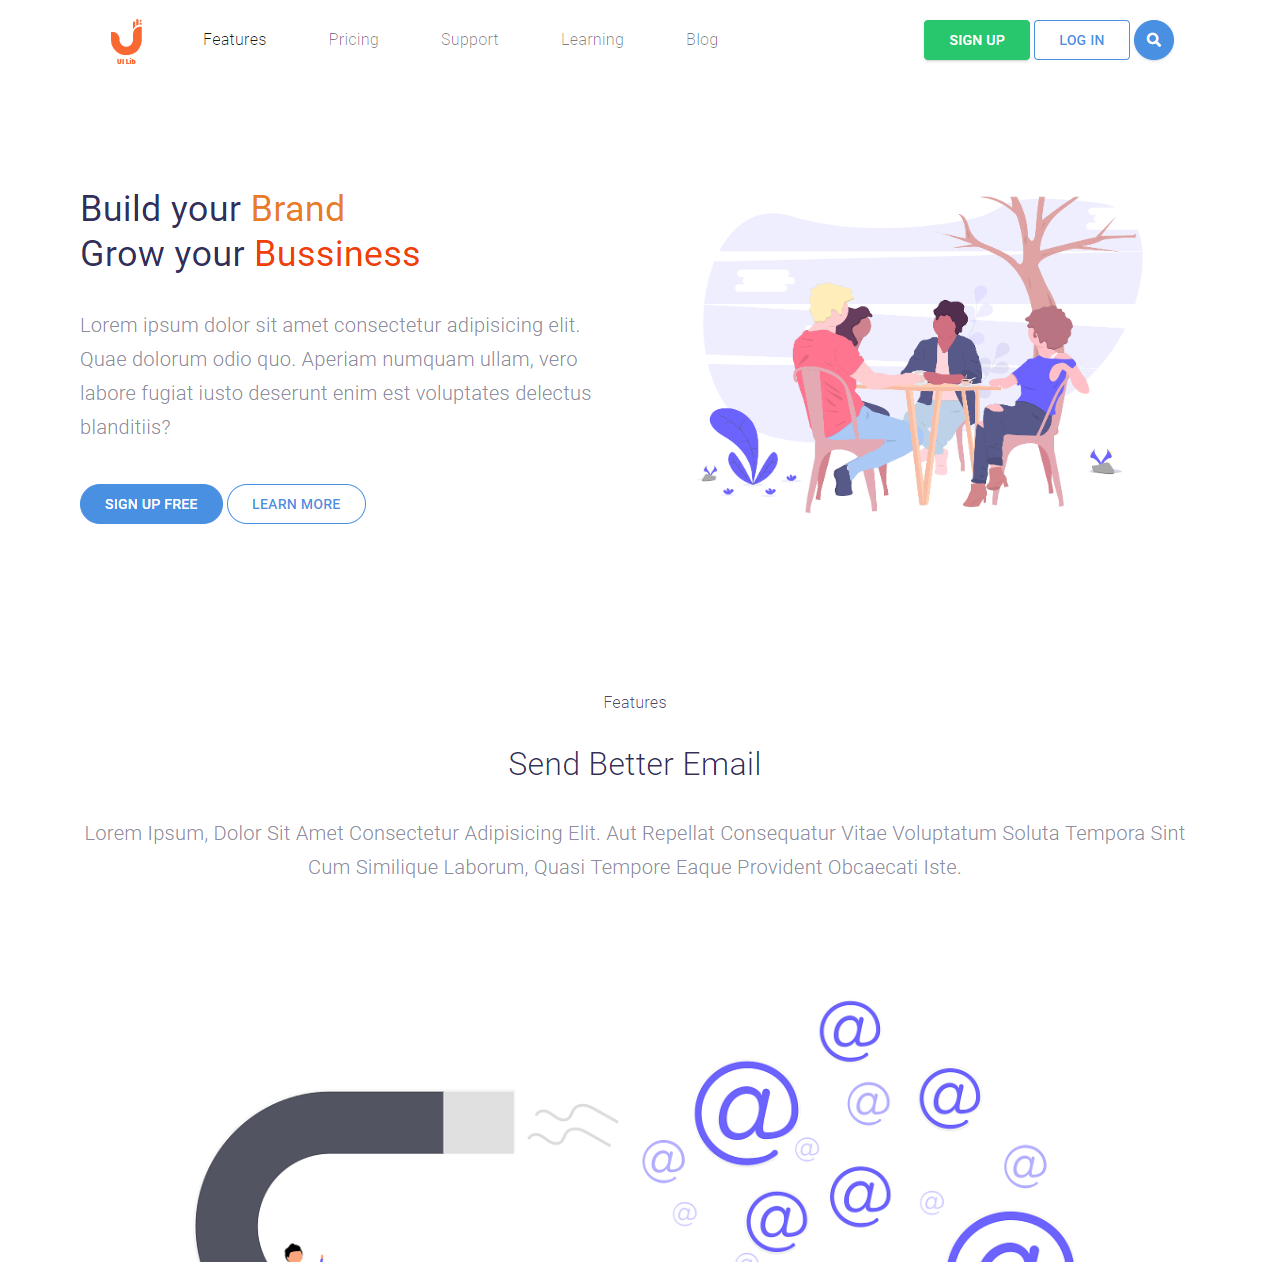 UI Lib
Features
Pricing
Support
Learning
Blog
SIGN UP
LOG IN
Build your Brand
Grow your Bussiness
Lorem ipsum dolor sit amet consectetur adipisicing elit.
Quae dolorum odio quo. Aperiam numquam ullam, vero
labore fugiat iusto deserunt enim est voluptates delectus
blanditiis?
SIGN UP FREE
LEARN MORE
Features
Send Better Email
Lorem Ipsum, Dolor Sit Amet Consectetur Adipisicing Elit. Aut Repellat Consequatur Vitae Voluptatum Soluta Tempora Sint
Cum Similique Laborum, Quasi Tempore Eaque Provident Obcaecati Iste.